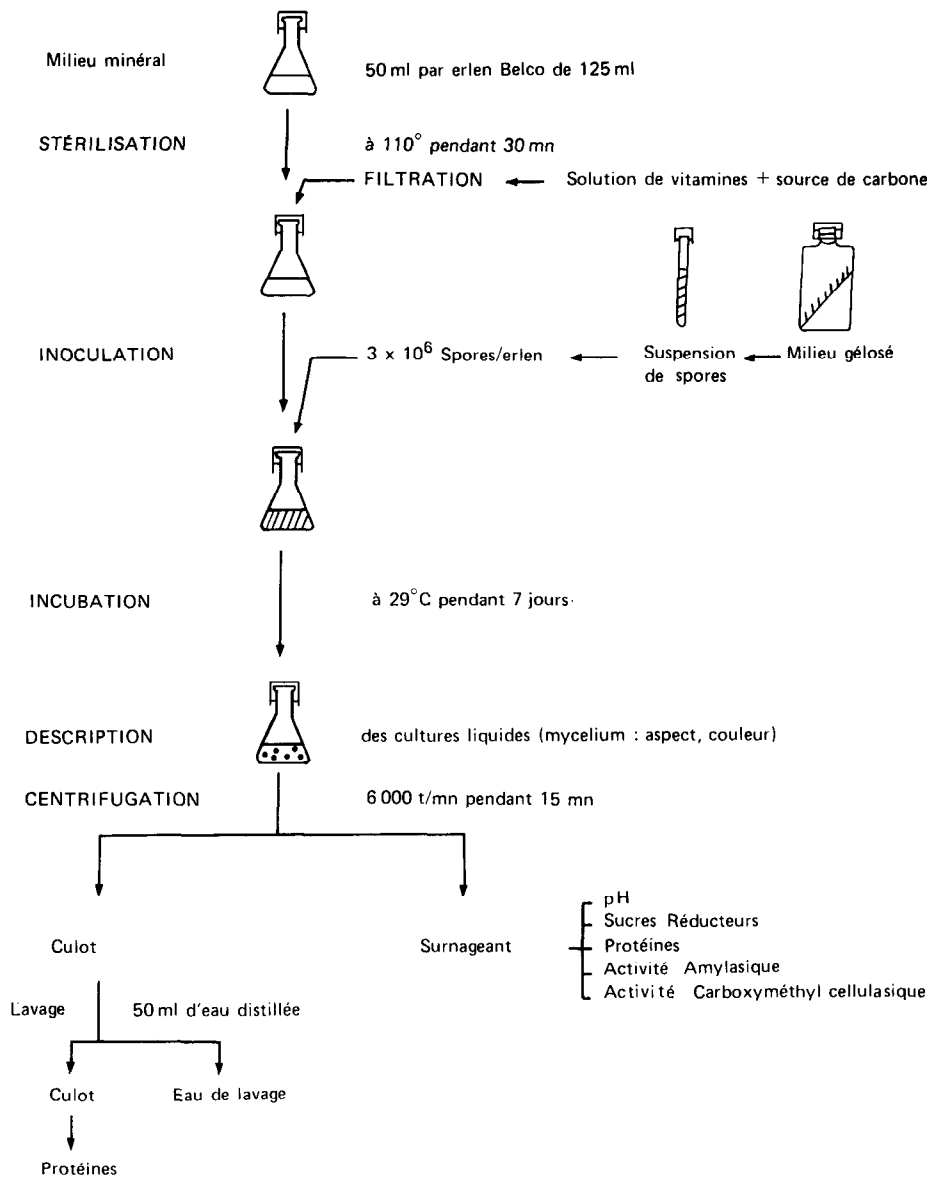 Milieu minéral
50 ml par erlen Belco de 125 ml
STÉRILISATION
à 110° pendant 30 mn
FILTRATION
Solution de vitamines + source de carbone
INOCULATION
3 x 10⁶ Spores/erlen
Suspension
de spores
Milieu gélosé
INCUBATION
à 29°C pendant 7 jours
DESCRIPTION
des cultures liquides (mycelium : aspect, couleur)
CENTRIFUGATION
6 000 t/mn pendant 15 mn
Culot
Surnageant
pH
Sucres Réducteurs
Protéines
Activité Amylasique
Activité Carboxyméthyl cellulasique
Lavage
50 ml d'eau distillée
Culot
Eau de lavage
Protéines